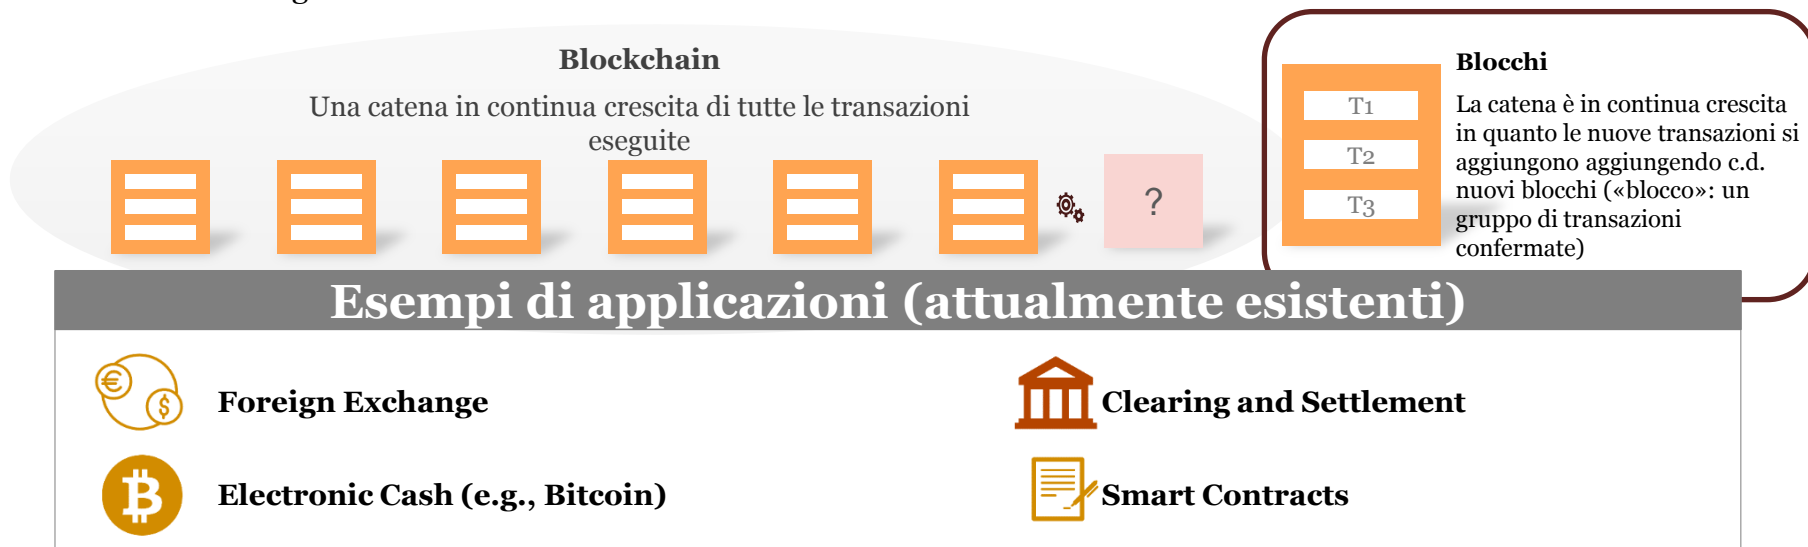 Blockchain
Una catena in continua crescita di tutte le transazioni
eseguite
?
T1
T2
T3
Blocchi
La catena è in continua crescita
in quanto le nuove transazioni si
aggiungono aggiungendo c.d.
nuovi blocchi («blocco»: un
gruppo di transazioni
confermate)
Esempi di applicazioni (attualmente esistenti)
Foreign Exchange
Clearing and Settlement
Electronic Cash (e.g., Bitcoin)
Smart Contracts